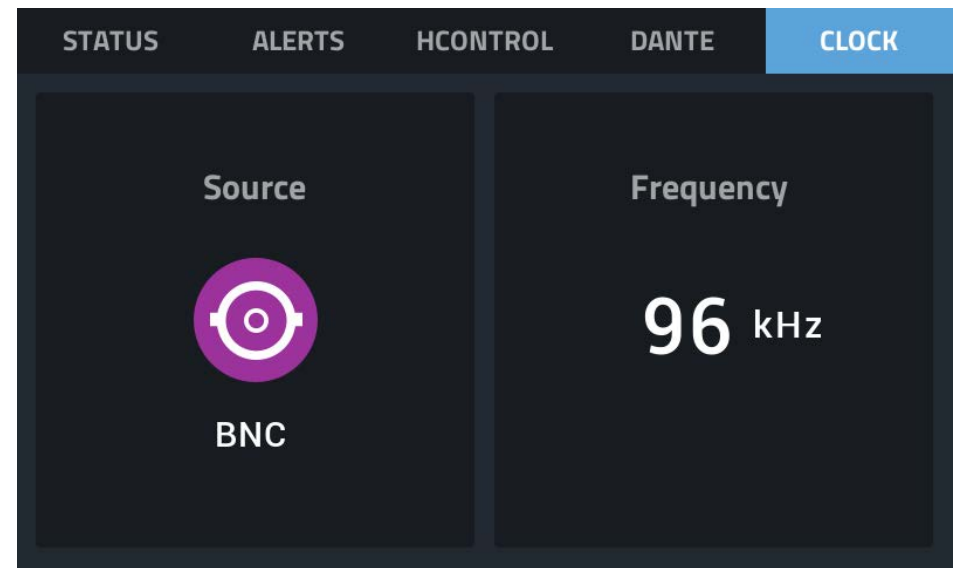 STATUS ALERTS HCONTROL DANTE CLOCK
Source
BNC
Frequency
96 kHz